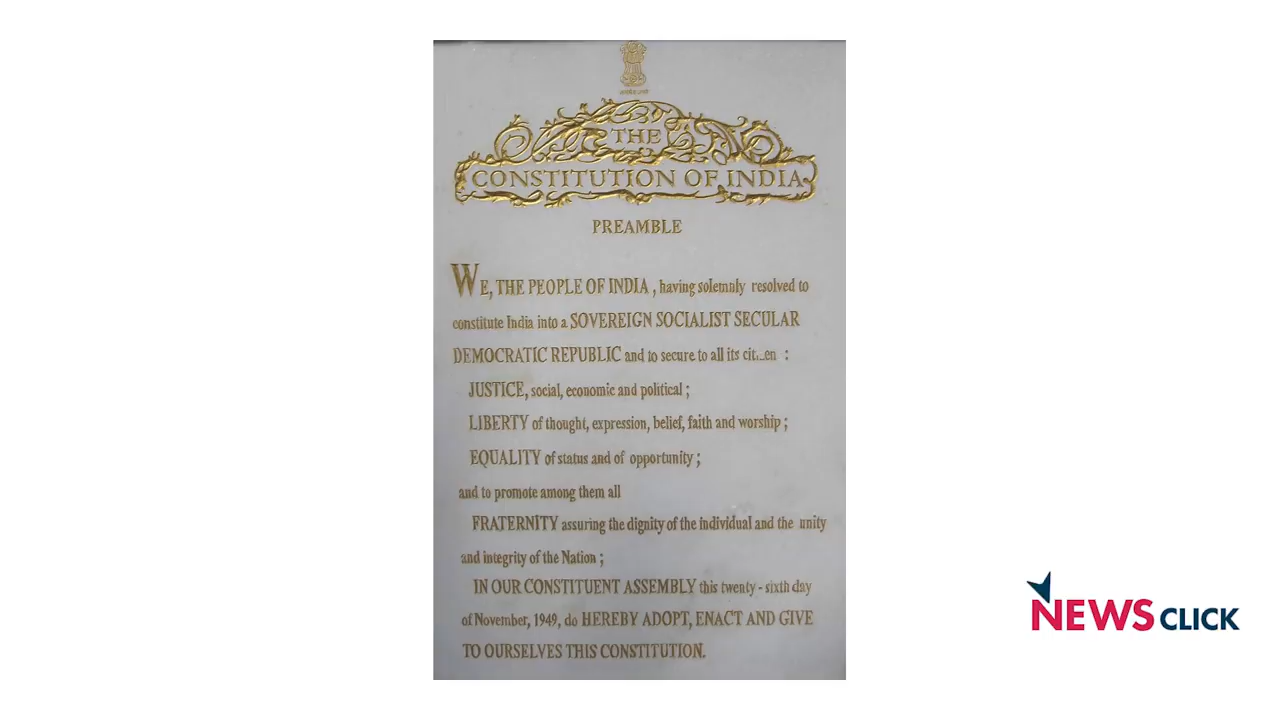 THE
CONSTITUTION OF INDIA
PREAMBLE
WE, THE PEOPLE OF INDIA , having solemnly resolved to
constitute India into a SOVEREIGN SOCIALIST SECULAR
DEMOCRATIC REPUBLIC and to secure to all its
:
JUSTICE, social, economic and political ;
LIBERTY of thought, expression, belief, faith and worship ;
EQUALITY of status and of opportunity ;
and to promote among them all
FRATERNITY assuring the dignity of the individual and the unity
and integrity of the Nation ;
IN OUR CONSTITUENT ASSEMBLY this twenty - sixth day
of November, 1949, do HEREBY ADOPT, ENACT AND GIVE
TO OURSELVES THIS CONSTITUTION.
NEWS CLICK